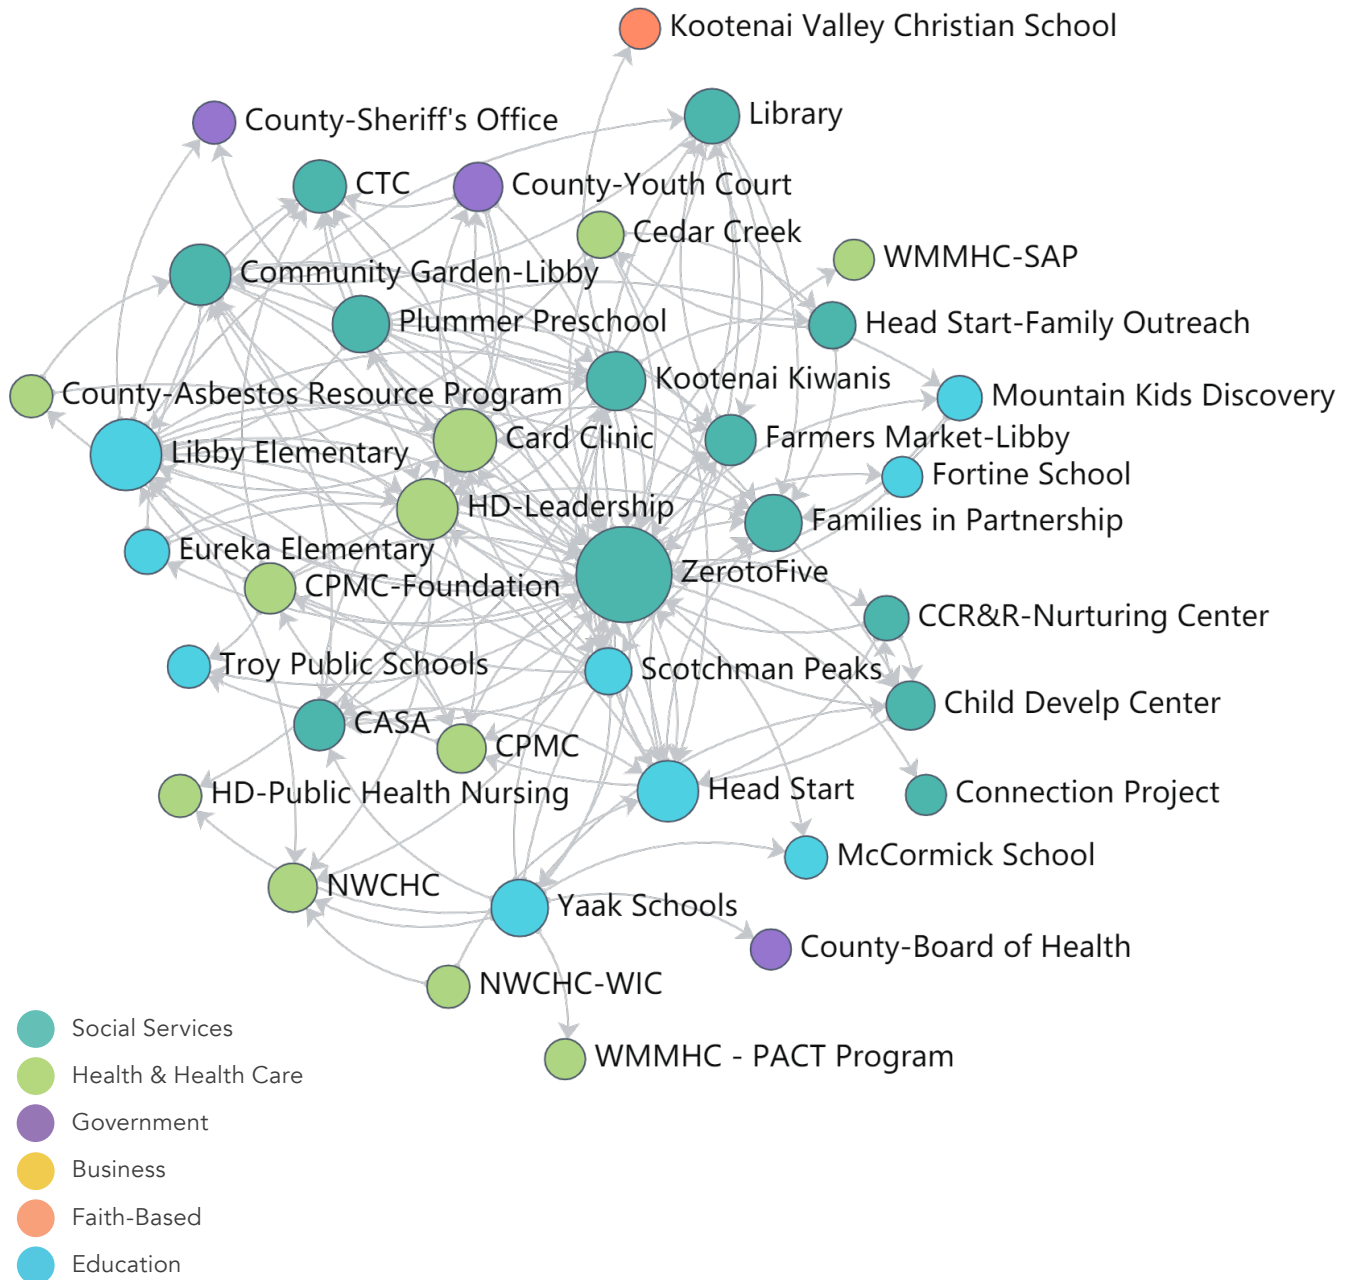 Kootenai Valley Christian School
Library
County-Sheriff's Office
CTC
County-Youth Court
Cedar Creek
WMMHC-SAP
Community Garden-Libby
Plummer Preschool
Head Start-Family Outreach
Kootenai Kiwanis
County-Asbestos Resource Program
Mountain Kids Discovery
Card Clinic
Farmers Market-Libby
Libby Elementary
Fortine School
HD-Leadership
Families in Partnership
Eureka Elementary
ZerotoFive
CPMC-Foundation
CCR&R-Nurturing Center
Troy Public Schools
Scotchman Peaks
Child Develp Center
CASA
CPMC
HD-Public Health Nursing
Head Start
Connection Project
McCormick School
NWCHC
Yaak Schools
County-Board of Health
NWCHC-WIC
WMMHC - PACT Program
Social Services
Health & Health Care
Government
Business
Faith-Based
Education